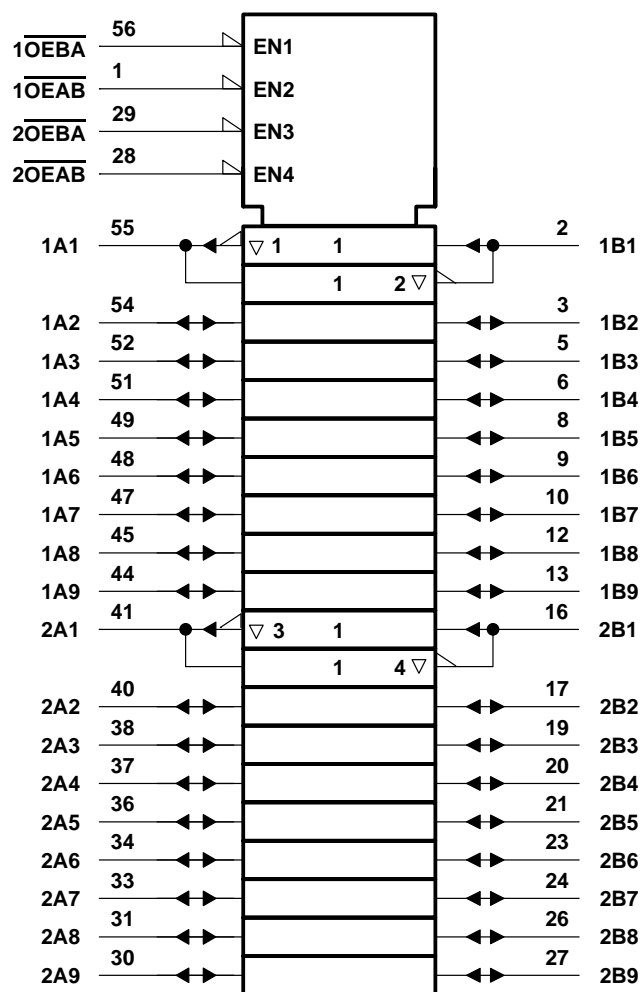 1OEBA 56 EN1
1OEAB 1 EN2
2OEBA 29 EN3
2OEAB 28 EN4
1A1 55 ▽ 1 1 2 1B1
1 2 ▽
1A2 54 3 1B2
1A3 52 5 1B3
1A4 51 6 1B4
1A5 49 8 1B5
1A6 48 9 1B6
1A7 47 10 1B7
1A8 45 12 1B8
1A9 44 13 1B9
2A1 41 ▽ 3 1 16 2B1
1 4 ▽
2A2 40 17 2B2
2A3 38 19 2B3
2A4 37 20 2B4
2A5 36 21 2B5
2A6 34 23 2B6
2A7 33 24 2B7
2A8 31 26 2B8
2A9 30 27 2B9